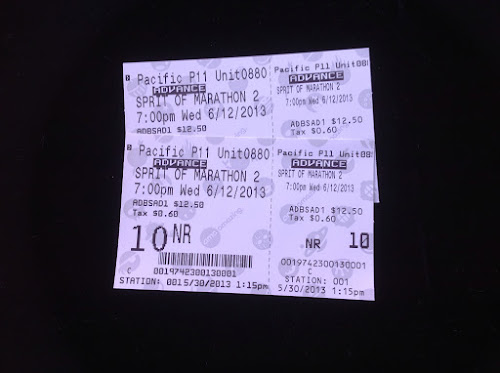 Pacific P11 Unit0880
ADVANCE
SPRIT OF MARATHON 2
7:00pm Wed 6/12/2013
ADBSAD1 $12.50
Pacific P11 Unit088
ADVANCE
SPRIT OF MARATHON 2
7:00pm Wed 6/12/2013
ADBSAD1 $12.50
Tax $0.60
Pacific P11 Unit0880
ADVANCE
SPRIT OF MARATHON 2
7:00pm Wed 6/12/2013
ADBSAD1 $12.50
Tax $0.60
10 NR
0019742300130001
C
STATION: 001 5/30/2013 1:15pm
Pacific P11 Unit088
ADVANCE
SPRIT OF MARATHON 2
7:00pm Wed 6/12/2013
ADBSAD1 $12.50
Tax $0.60
NR 10
0019742300130001
C
STATION: 001
5/30/2013 1:15pm